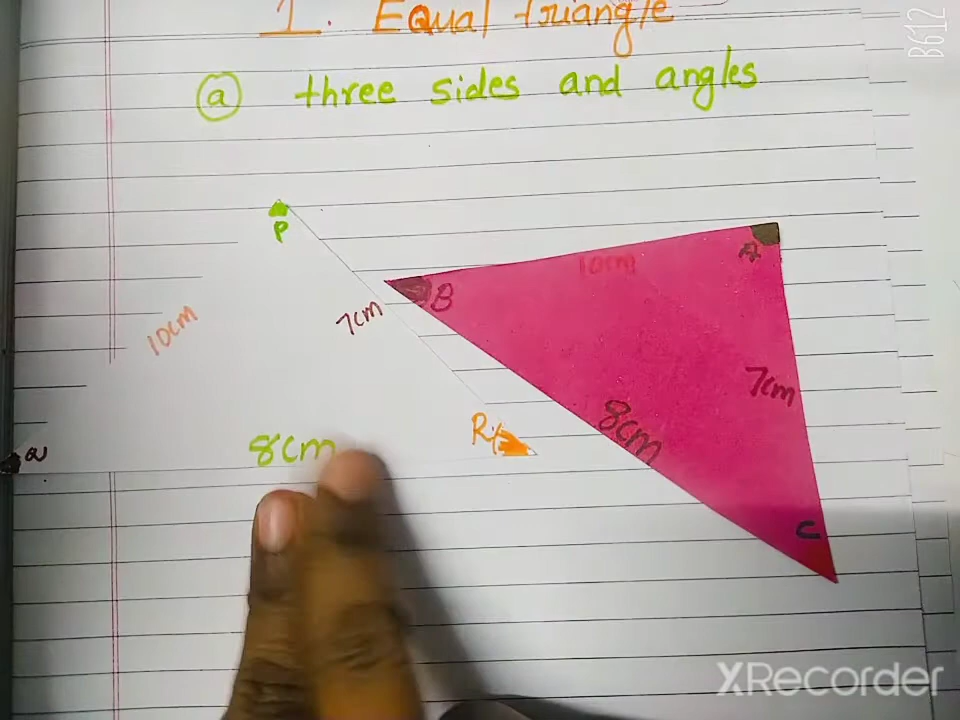 1. Equal triangle
a three sides and angles
P
10cm
7cm
8cm
R
Q
B
10cm
A
7cm
8cm
C
B612
XRecorder